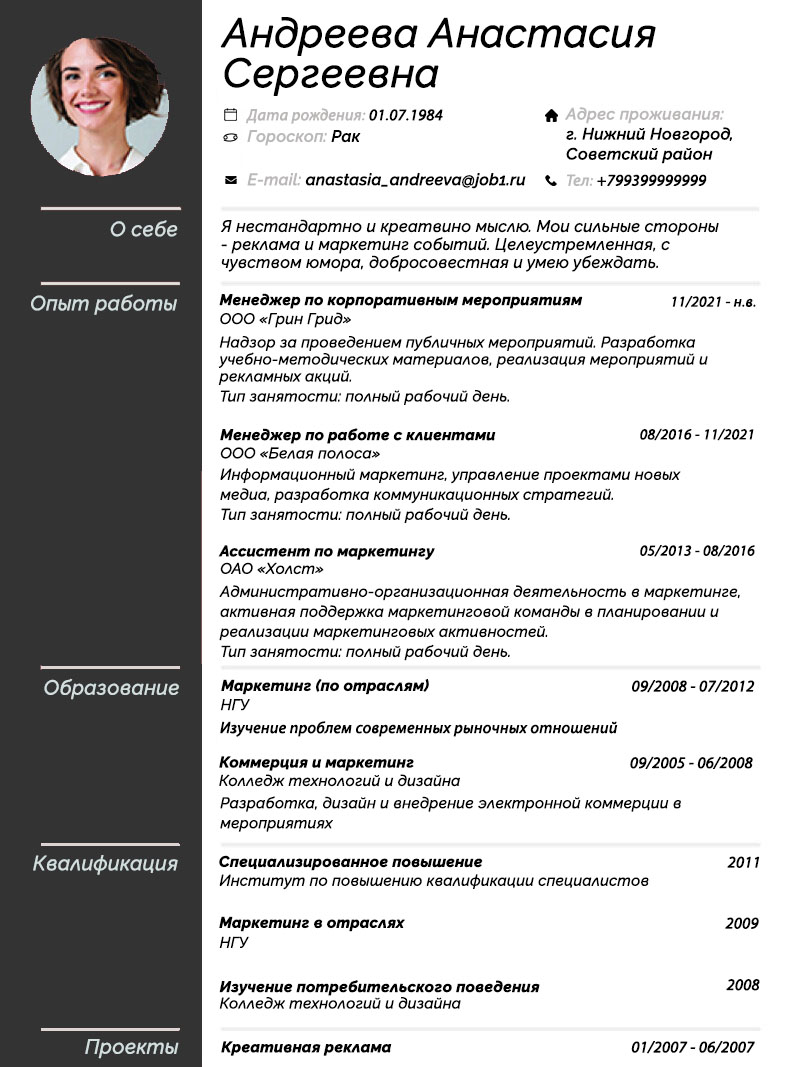 Андреева Анастасия
Сергеевна
Дата рождения: 01.07.1984
Гороскоп: Рак
Адрес проживания:
г. Нижний Новгород,
Советский район
E-mail: anastasia_andreeva@job1.ru
Тел: +799399999999
О себе
Я нестандартно и креатвино мыслю. Мои сильные стороны
- реклама и маркетинг событий. Целеустремленная, с
чувством юмора, добросовестная и умею убеждать.
Опыт работы
Менеджер по корпоративным мероприятиям 11/2021 - н.в.
ООО «Грин Грид»
Надзор за проведением публичных мероприятий. Разработка
учебно-методических материалов, реализация мероприятий и
рекламных акций.
Тип занятости: полный рабочий день.
Менеджер по работе с клиентами 08/2016 - 11/2021
ООО «Белая полоса»
Информационный маркетинг, управление проектами новых
медиа, разработка коммуникационных стратегий.
Тип занятости: полный рабочий день.
Ассистент по маркетингу 05/2013 - 08/2016
ОАО «Холст»
Административно-организационная деятельность в маркетинге,
активная поддержка маркетинговой команды в планировании и
реализации маркетинговых активностей.
Тип занятости: полный рабочий день.
Образование
Маркетинг (по отраслям) 09/2008 - 07/2012
НГУ
Изучение проблем современных рыночных отношений
Коммерция и маркетинг 09/2005 - 06/2008
Колледж технологий и дизайна
Разработка, дизайн и внедрение электронной коммерции в
мероприятиях
Квалификация
Специализированное повышение 2011
Институт по повышению квалификации специалистов
Маркетинг в отраслях 2009
НГУ
Изучение потребительского поведения 2008
Колледж технологий и дизайна
Проекты
Креативная реклама 01/2007 - 06/2007